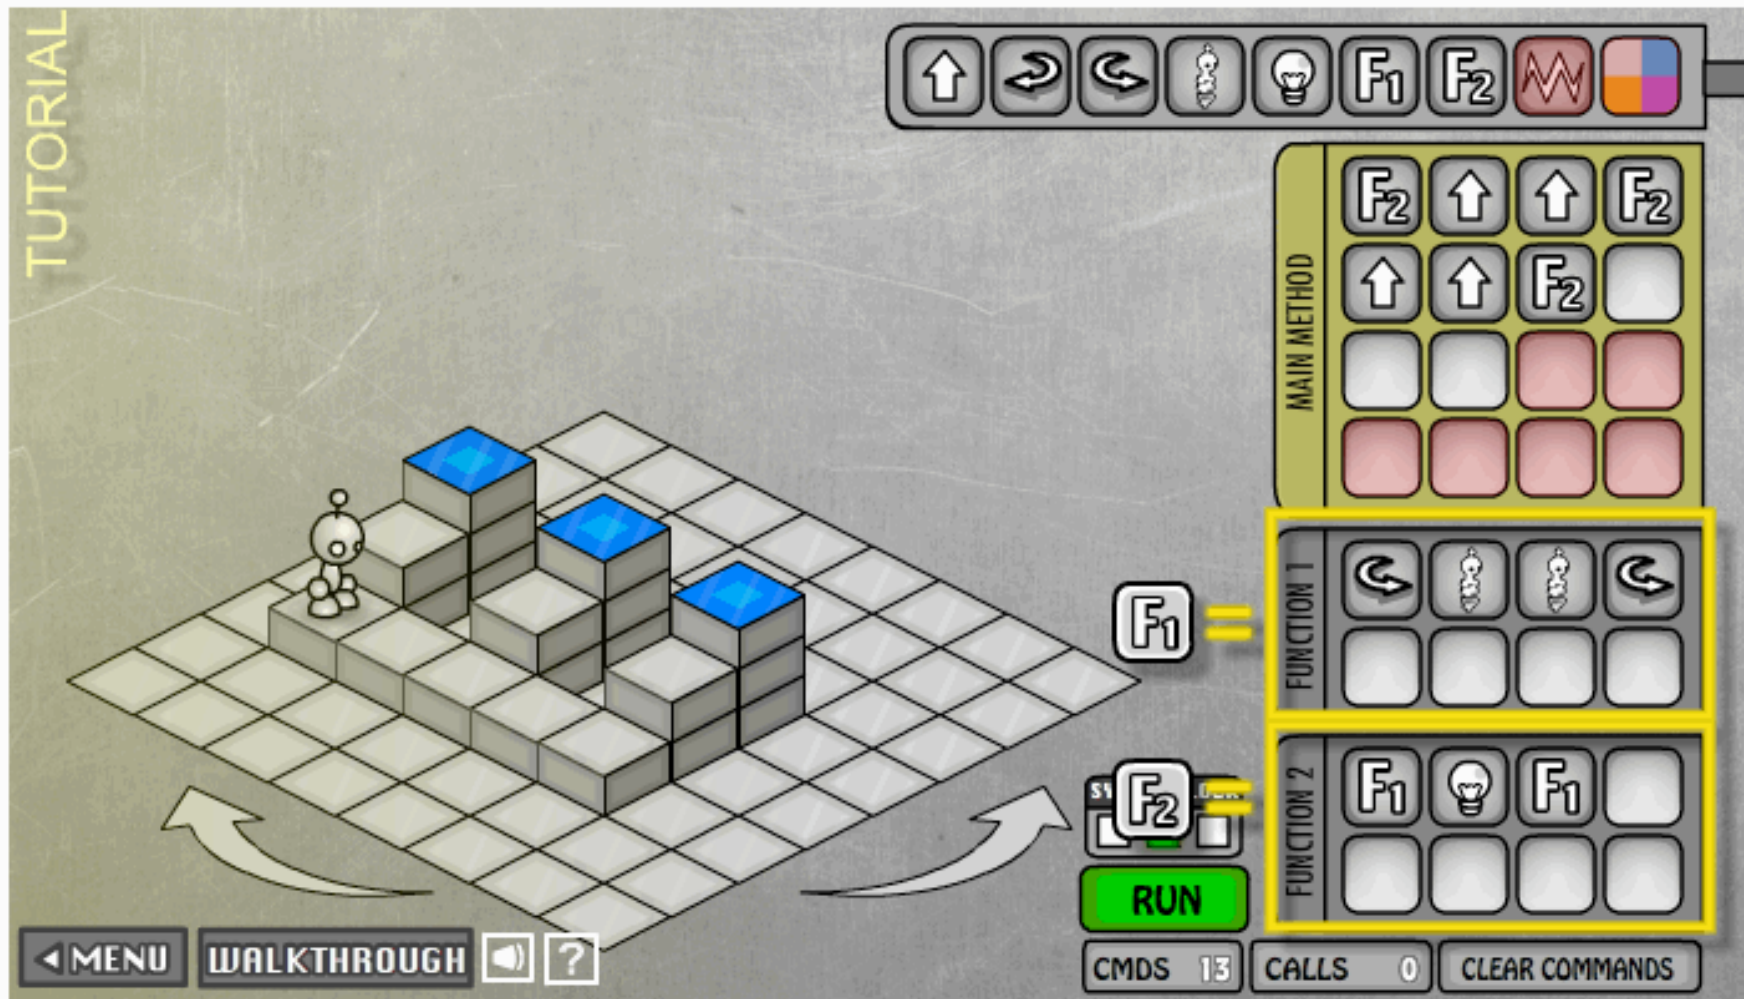 TUTORIAL
F1 F2
MAIN METHOD
F2 F2
F2
F1
FUNCTION 1
F2
FUNCTION 2
F1 F1
RUN
MENU
WALKTHROUGH
?
CMDS 13
CALLS 0
CLEAR COMMANDS